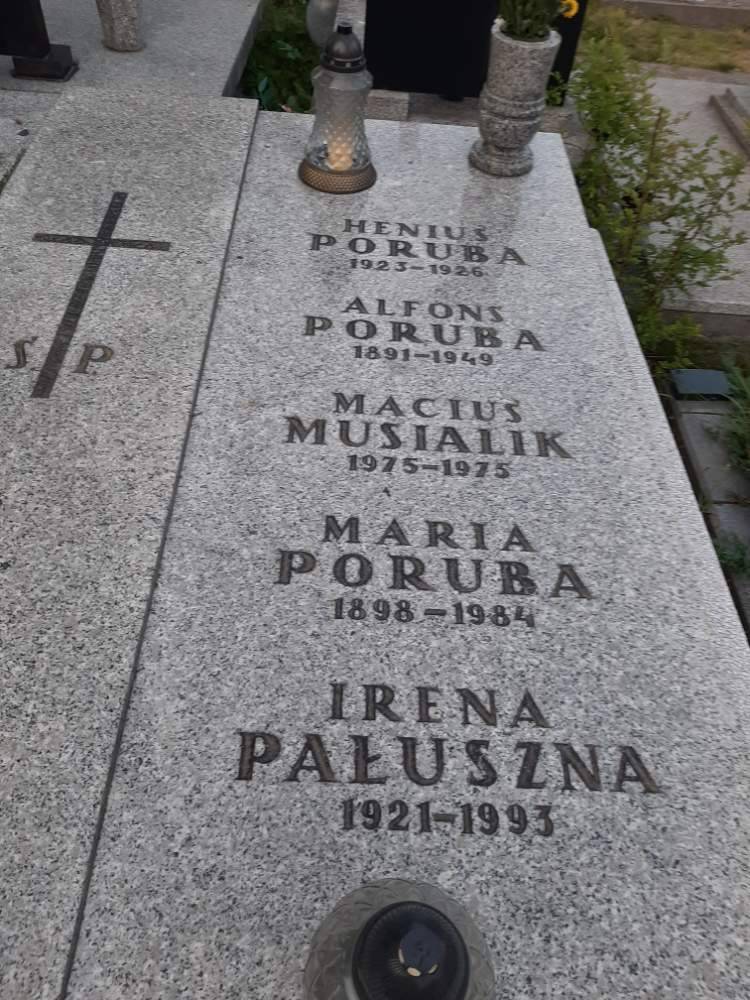 S P
HENIUS
PORUBA
1923-1926
ALFONS
PORUBA
1891-1949
MACIUS
MUSIALIK
1975-1975
MARIA
PORUBA
1898-1984
IRENA
PAŁUSZNA
1921-1993